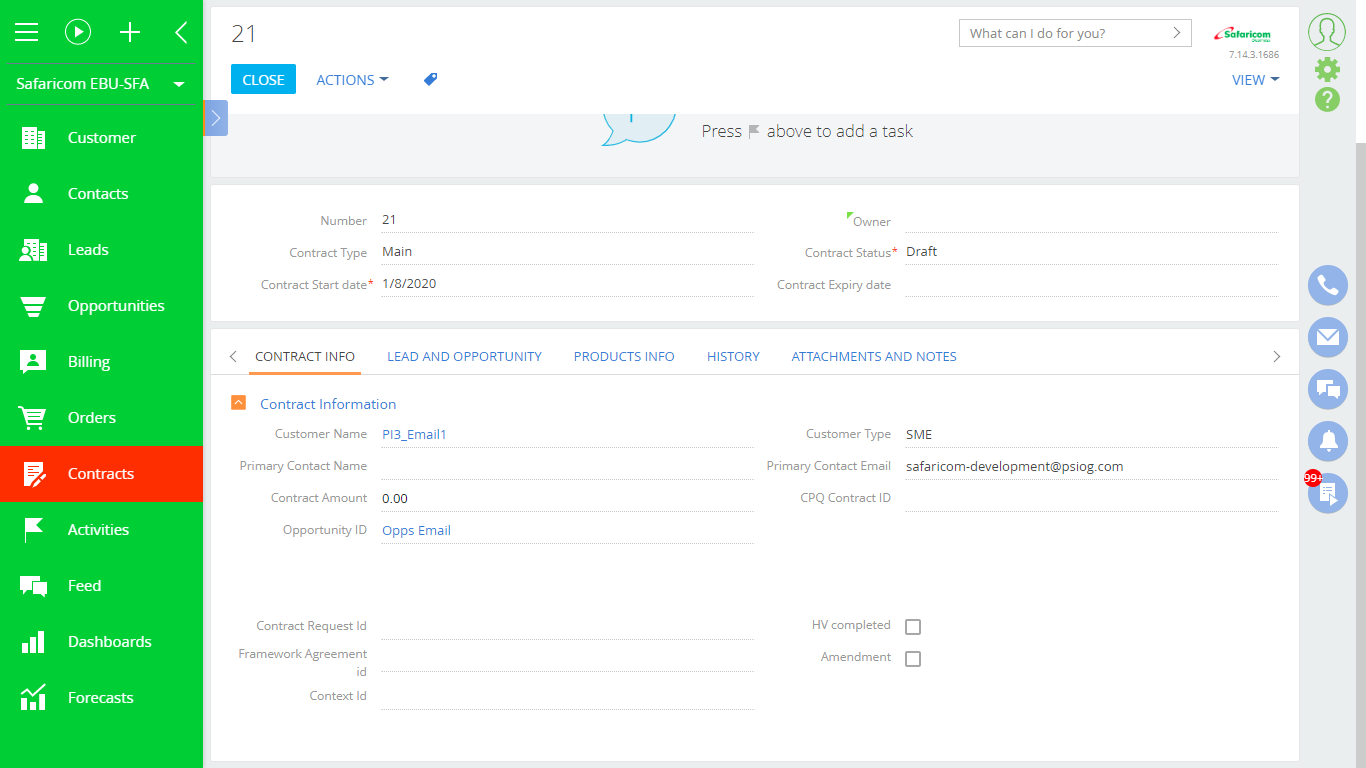 21
What can I do for you?
Safaricom
7.14.3.1686
Safaricom EBU-SFA
CLOSE
ACTIONS
VIEW
Press above to add a task
Customer
Contacts
Leads
Opportunities
Billing
Orders
Contracts
Activities
Feed
Dashboards
Forecasts
Number 21
Owner
Contract Type Main
Contract Status* Draft
Contract Start date* 1/8/2020
Contract Expiry date
CONTRACT INFO LEAD AND OPPORTUNITY PRODUCTS INFO HISTORY ATTACHMENTS AND NOTES
Contract Information
Customer Name PI3_Email1
Customer Type SME
Primary Contact Name
Primary Contact Email safaricom-development@psiog.com
Contract Amount 0.00
CPQ Contract ID
Opportunity ID Opps Email
Contract Request Id
HV completed
Framework Agreement
id
Amendment
Context Id
99+